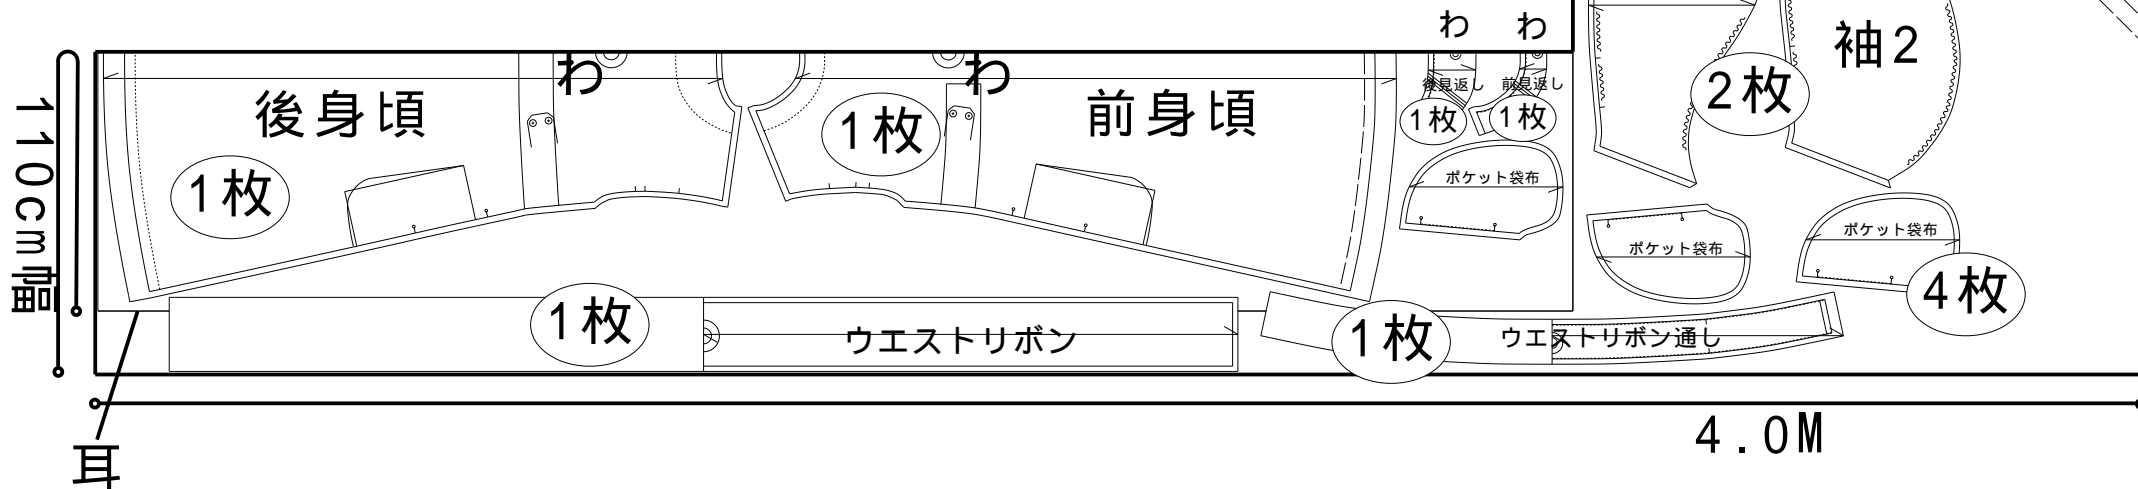 わ
わ
袖2
わ
わ
後身頃
1枚
前身頃
後見返し
前見返し
1枚
1枚
2枚
110cm幅
1枚
ポケット袋布
ポケット袋布
ポケット袋布
4枚
1枚
ウエストリボン
1枚
ウエストリボン通し
4.0M
耳